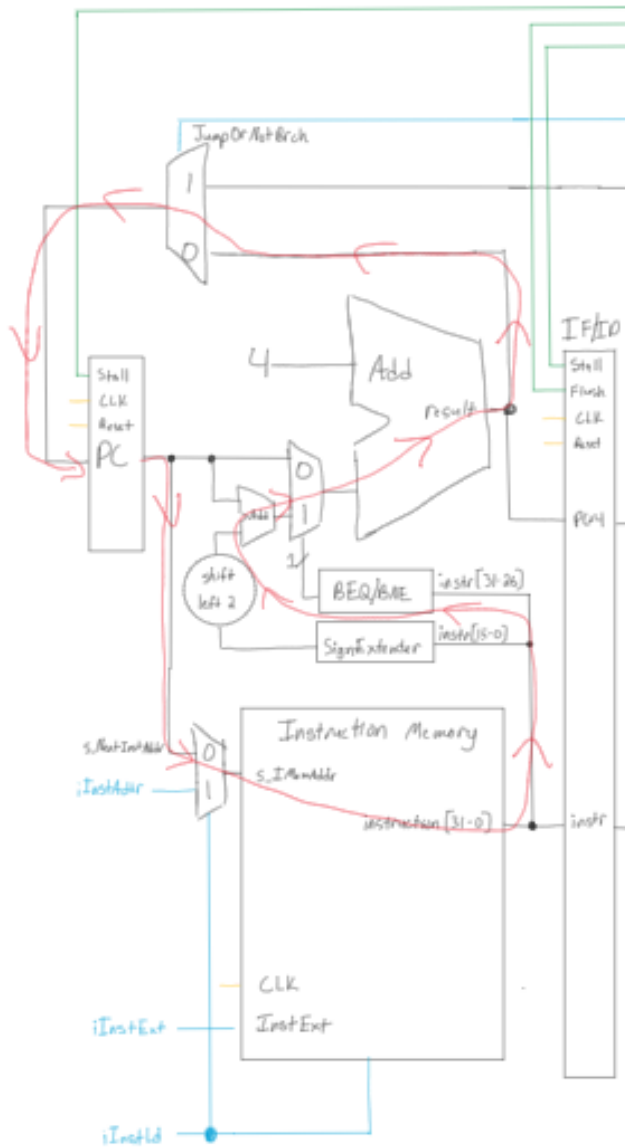 JumpOrNotBrch
1
0
IF/ID
4
Add
result
Stall
CLK
Reset
PC
Stall
Flush
CLK
Reset
PC+4
0
1
Add
1
shift
left 2
BEQ/BNE
instr[31-26]
SignExtender
instr[15-0]
Instruction Memory
s_NextInstAddr
0
1
s_IMemAddr
iInstAddr
instruction [31-0]
instr
CLK
iInstExt
InstExt
iInstLd